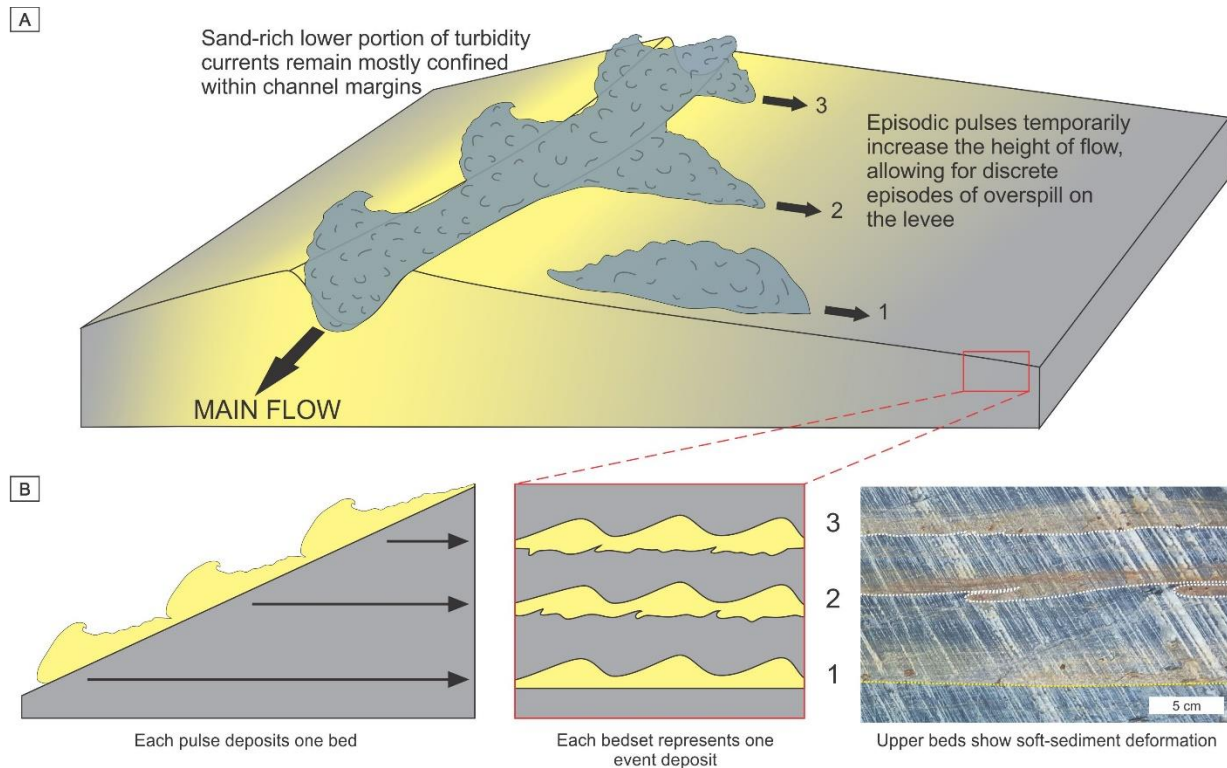 A
Sand-rich lower portion of turbidity
currents remain mostly confined
within channel margins
3
Episodic pulses temporarily
increase the height of flow,
allowing for discrete
episodes of overspill on
the levee
2
1
MAIN FLOW
B
3
2
1
5 cm
Each pulse deposits one bed
Each bedset represents one
event deposit
Upper beds show soft-sediment deformation